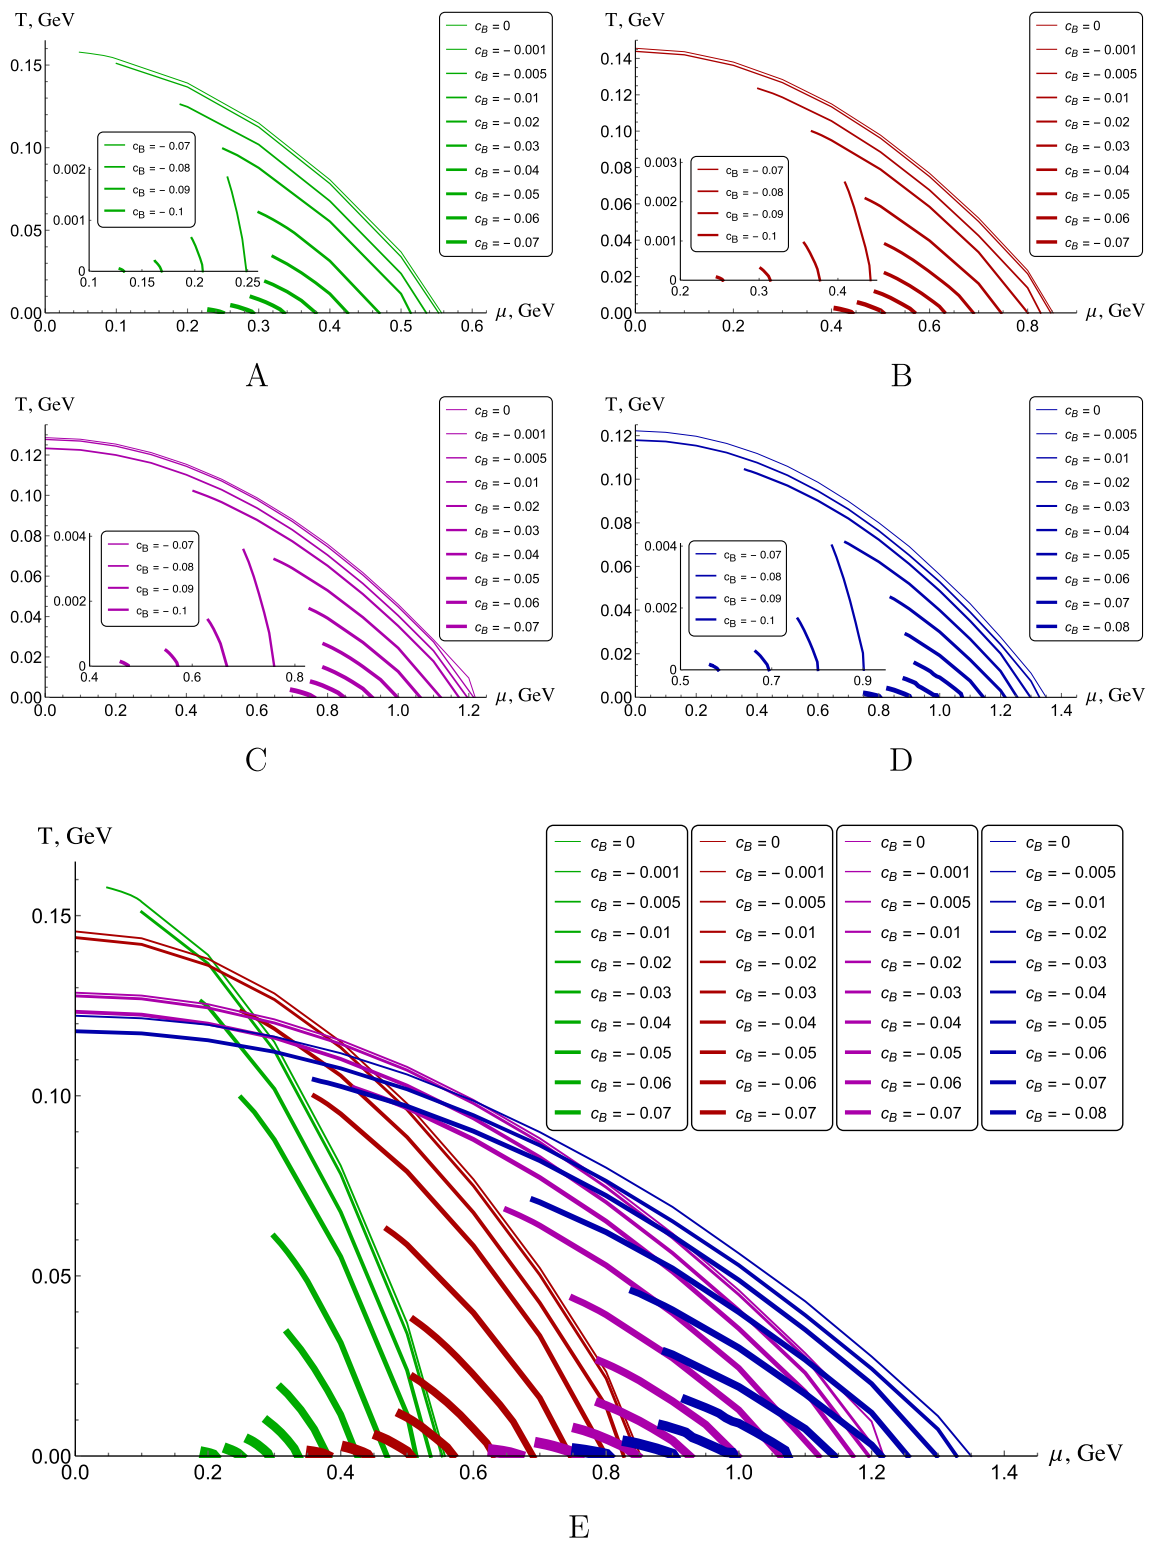 T, GeV
0.15
0.10
0.05
0.00
0.0 0.1 0.2 0.3 0.4 0.5 0.6
μ, GeV
c_B = 0
c_B = - 0.001
c_B = - 0.005
c_B = - 0.01
c_B = - 0.02
c_B = - 0.03
c_B = - 0.04
c_B = - 0.05
c_B = - 0.06
c_B = - 0.07
c_B = - 0.07
c_B = - 0.08
c_B = - 0.09
c_B = - 0.1
0.002
0.001
0
0.1 0.15 0.2 0.25
A
T, GeV
0.14
0.12
0.10
0.08
0.06
0.04
0.02
0.00
0.0 0.2 0.4 0.6 0.8
μ, GeV
c_B = 0
c_B = - 0.001
c_B = - 0.005
c_B = - 0.01
c_B = - 0.02
c_B = - 0.03
c_B = - 0.04
c_B = - 0.05
c_B = - 0.06
c_B = - 0.07
c_B = - 0.07
c_B = - 0.08
c_B = - 0.09
c_B = - 0.1
0.003
0.002
0.001
0
0.2 0.3 0.4
B
T, GeV
0.12
0.10
0.08
0.06
0.04
0.02
0.00
0.0 0.2 0.4 0.6 0.8 1.0 1.2
μ, GeV
c_B = 0
c_B = - 0.001
c_B = - 0.005
c_B = - 0.01
c_B = - 0.02
c_B = - 0.03
c_B = - 0.04
c_B = - 0.05
c_B = - 0.06
c_B = - 0.07
c_B = - 0.07
c_B = - 0.08
c_B = - 0.09
c_B = - 0.1
0.004
0.002
0
0.4 0.6 0.8
C
T, GeV
0.12
0.10
0.08
0.06
0.04
0.02
0.00
0.0 0.2 0.4 0.6 0.8 1.0 1.2 1.4
μ, GeV
c_B = 0
c_B = - 0.005
c_B = - 0.01
c_B = - 0.02
c_B = - 0.03
c_B = - 0.04
c_B = - 0.05
c_B = - 0.06
c_B = - 0.07
c_B = - 0.08
c_B = - 0.07
c_B = - 0.08
c_B = - 0.09
c_B = - 0.1
0.004
0.002
0
0.5 0.7 0.9
D
T, GeV
0.15
0.10
0.05
0.00
0.0 0.2 0.4 0.6 0.8 1.0 1.2 1.4
μ, GeV
c_B = 0 c_B = 0 c_B = 0 c_B = 0
c_B = - 0.001 c_B = - 0.001 c_B = - 0.001 c_B = - 0.005
c_B = - 0.005 c_B = - 0.005 c_B = - 0.005 c_B = - 0.01
c_B = - 0.01 c_B = - 0.01 c_B = - 0.01 c_B = - 0.02
c_B = - 0.02 c_B = - 0.02 c_B = - 0.02 c_B = - 0.03
c_B = - 0.03 c_B = - 0.03 c_B = - 0.03 c_B = - 0.04
c_B = - 0.04 c_B = - 0.04 c_B = - 0.04 c_B = - 0.05
c_B = - 0.05 c_B = - 0.05 c_B = - 0.05 c_B = - 0.06
c_B = - 0.06 c_B = - 0.06 c_B = - 0.06 c_B = - 0.07
c_B = - 0.07 c_B = - 0.07 c_B = - 0.07 c_B = - 0.08
E